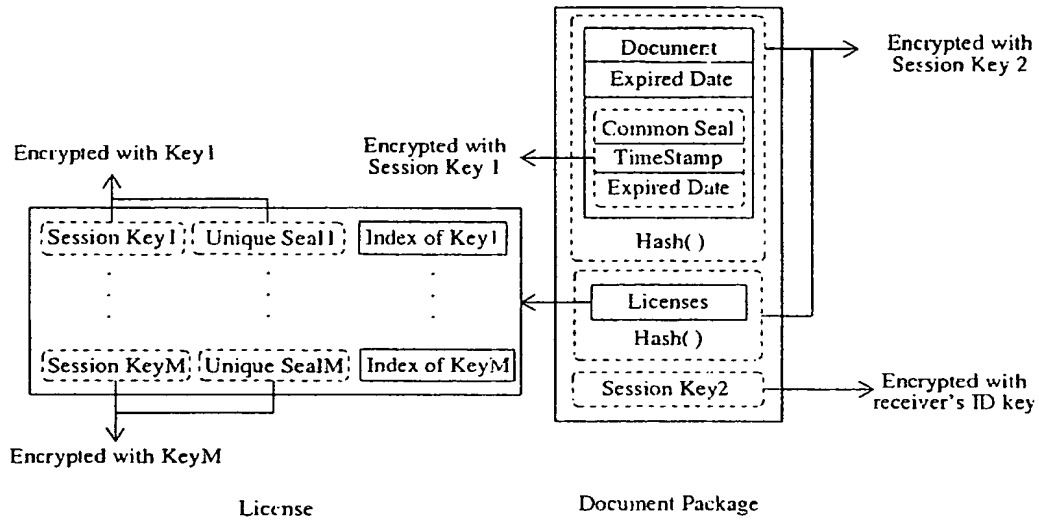 Document
Expired Date
Common Seal
TimeStamp
Expired Date
Hash( )
Licenses
Hash( )
Session Key2
Encrypted with
Session Key 2
Encrypted with
Session Key 1
Encrypted with
receiver's ID key
Encrypted with Key1
Session Key1 Unique Seal1 Index of Key1
Session KeyM Unique SealM Index of KeyM
Encrypted with KeyM
License
Document Package